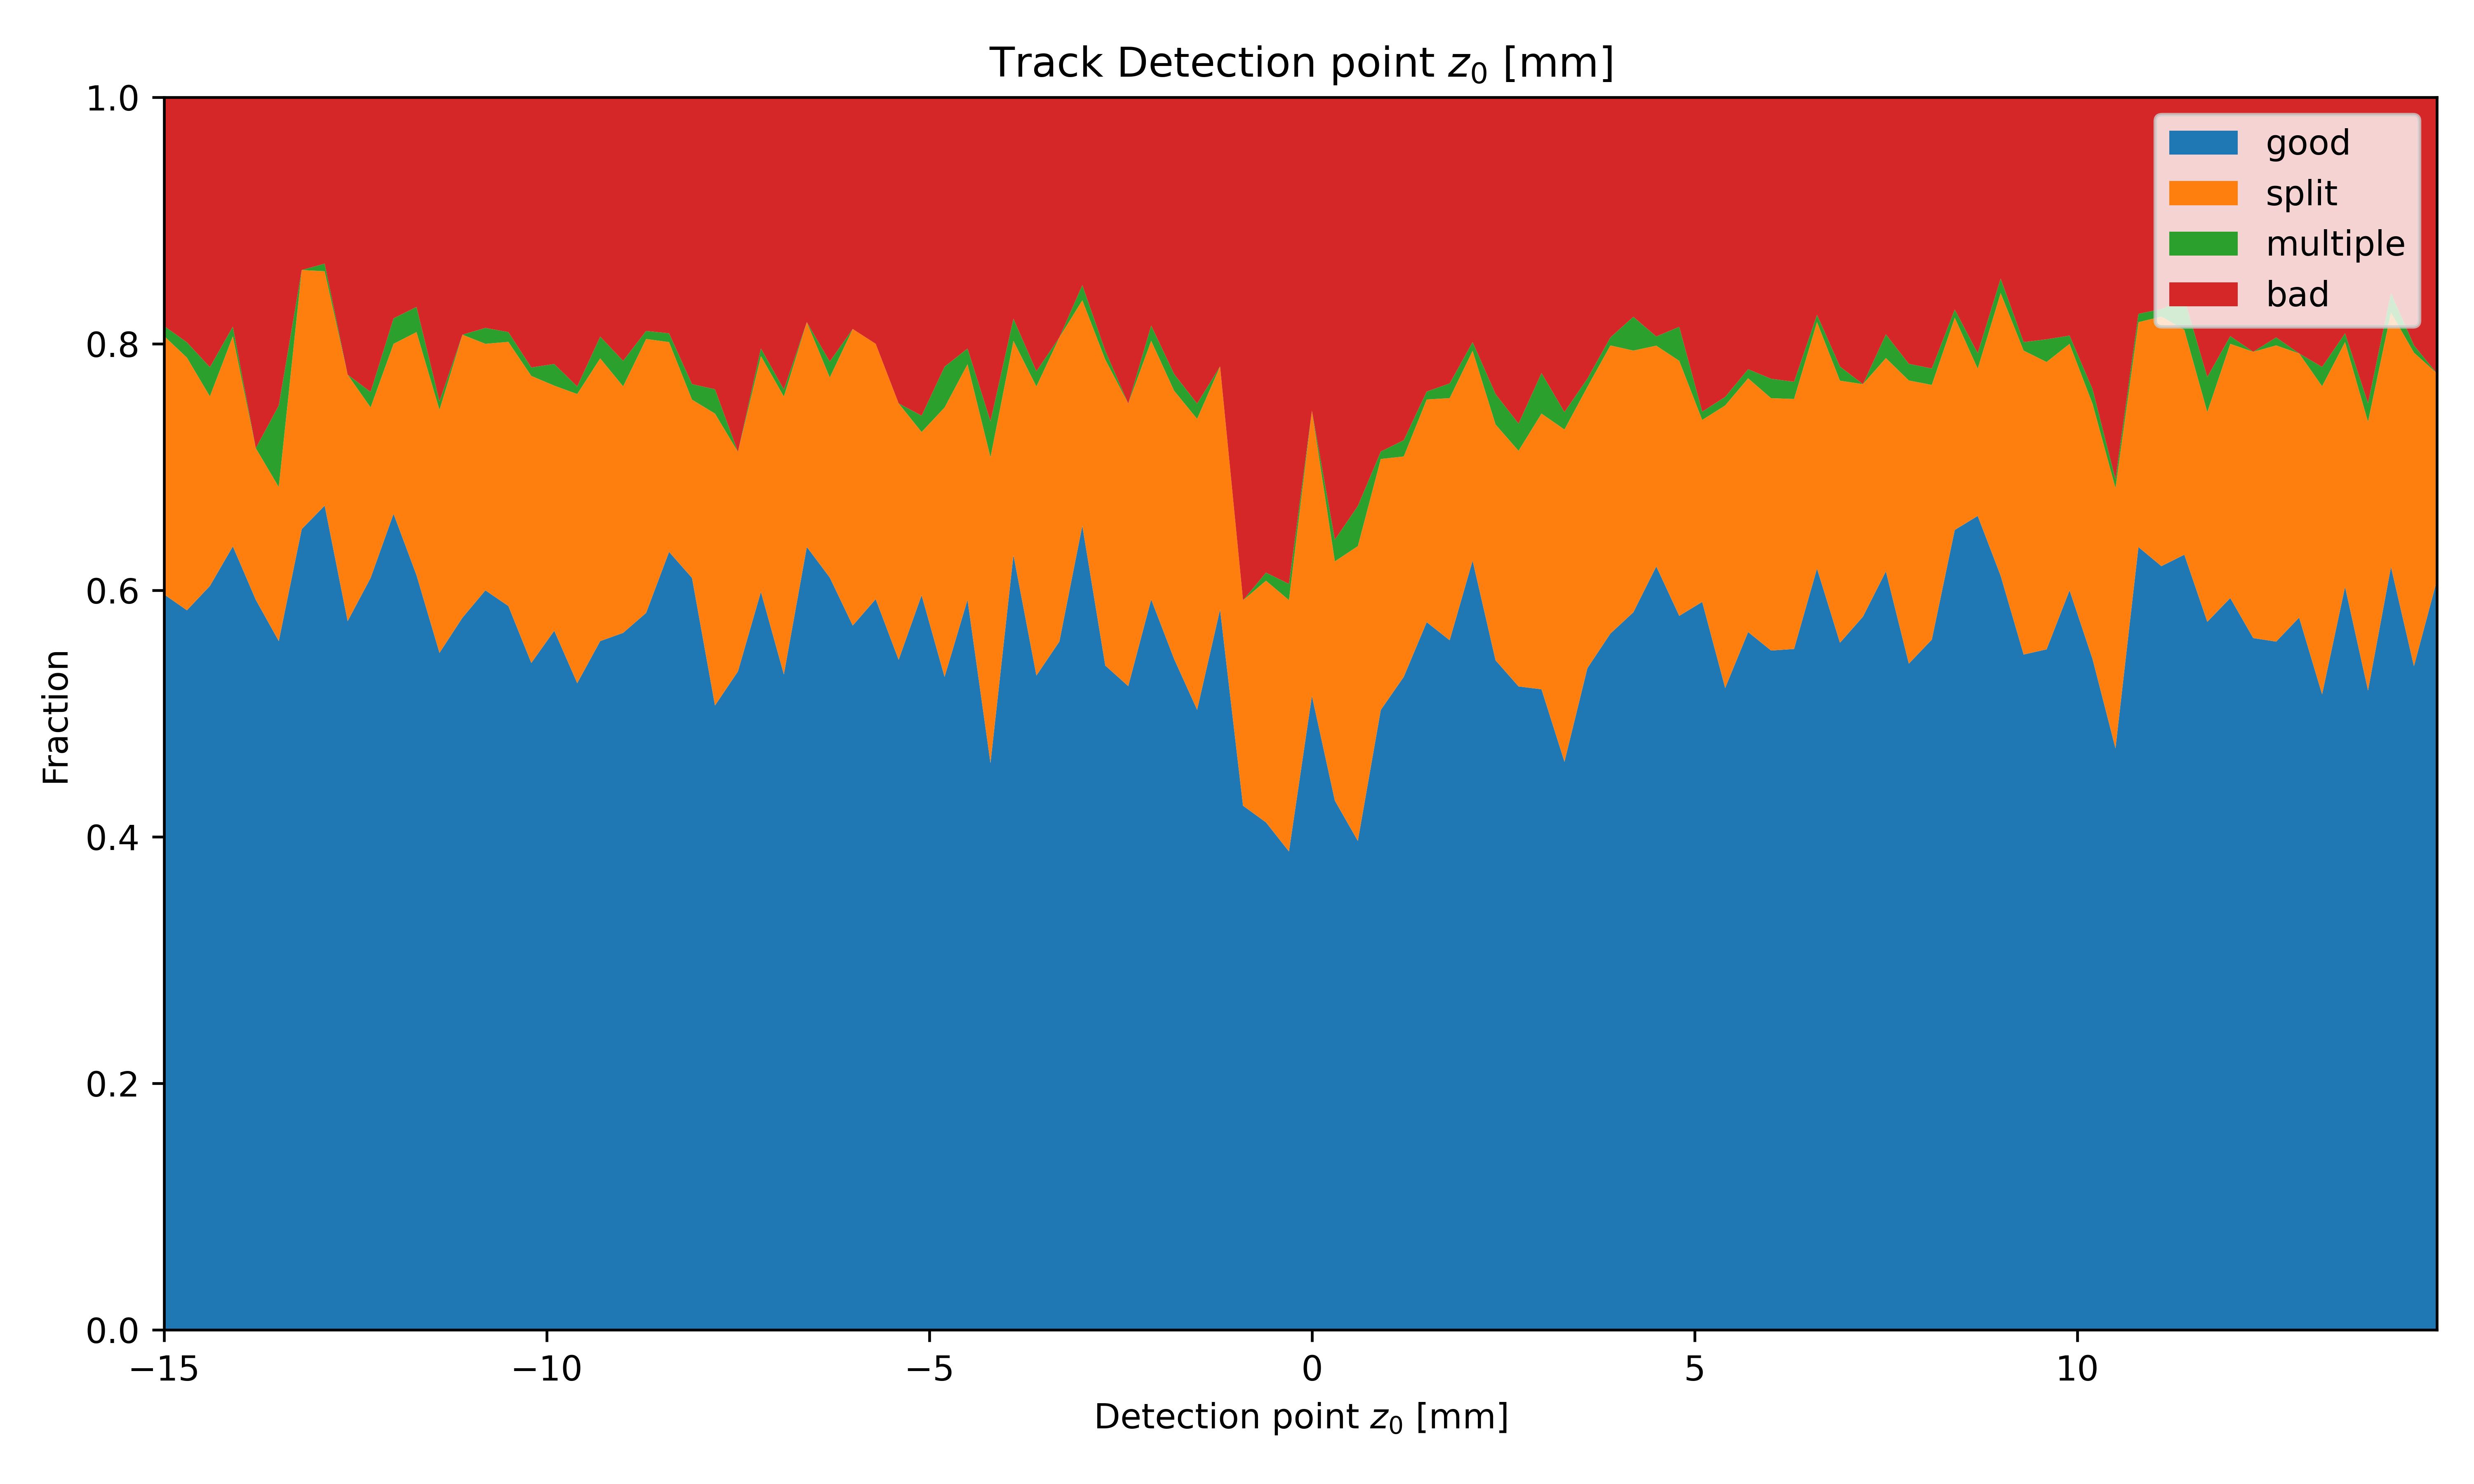 Track Detection point z₀ [mm]
1.0
0.8
0.6
0.4
0.2
0.0
Fraction
good
split
multiple
bad
−15
−10
−5
0
5
10
Detection point z₀ [mm]